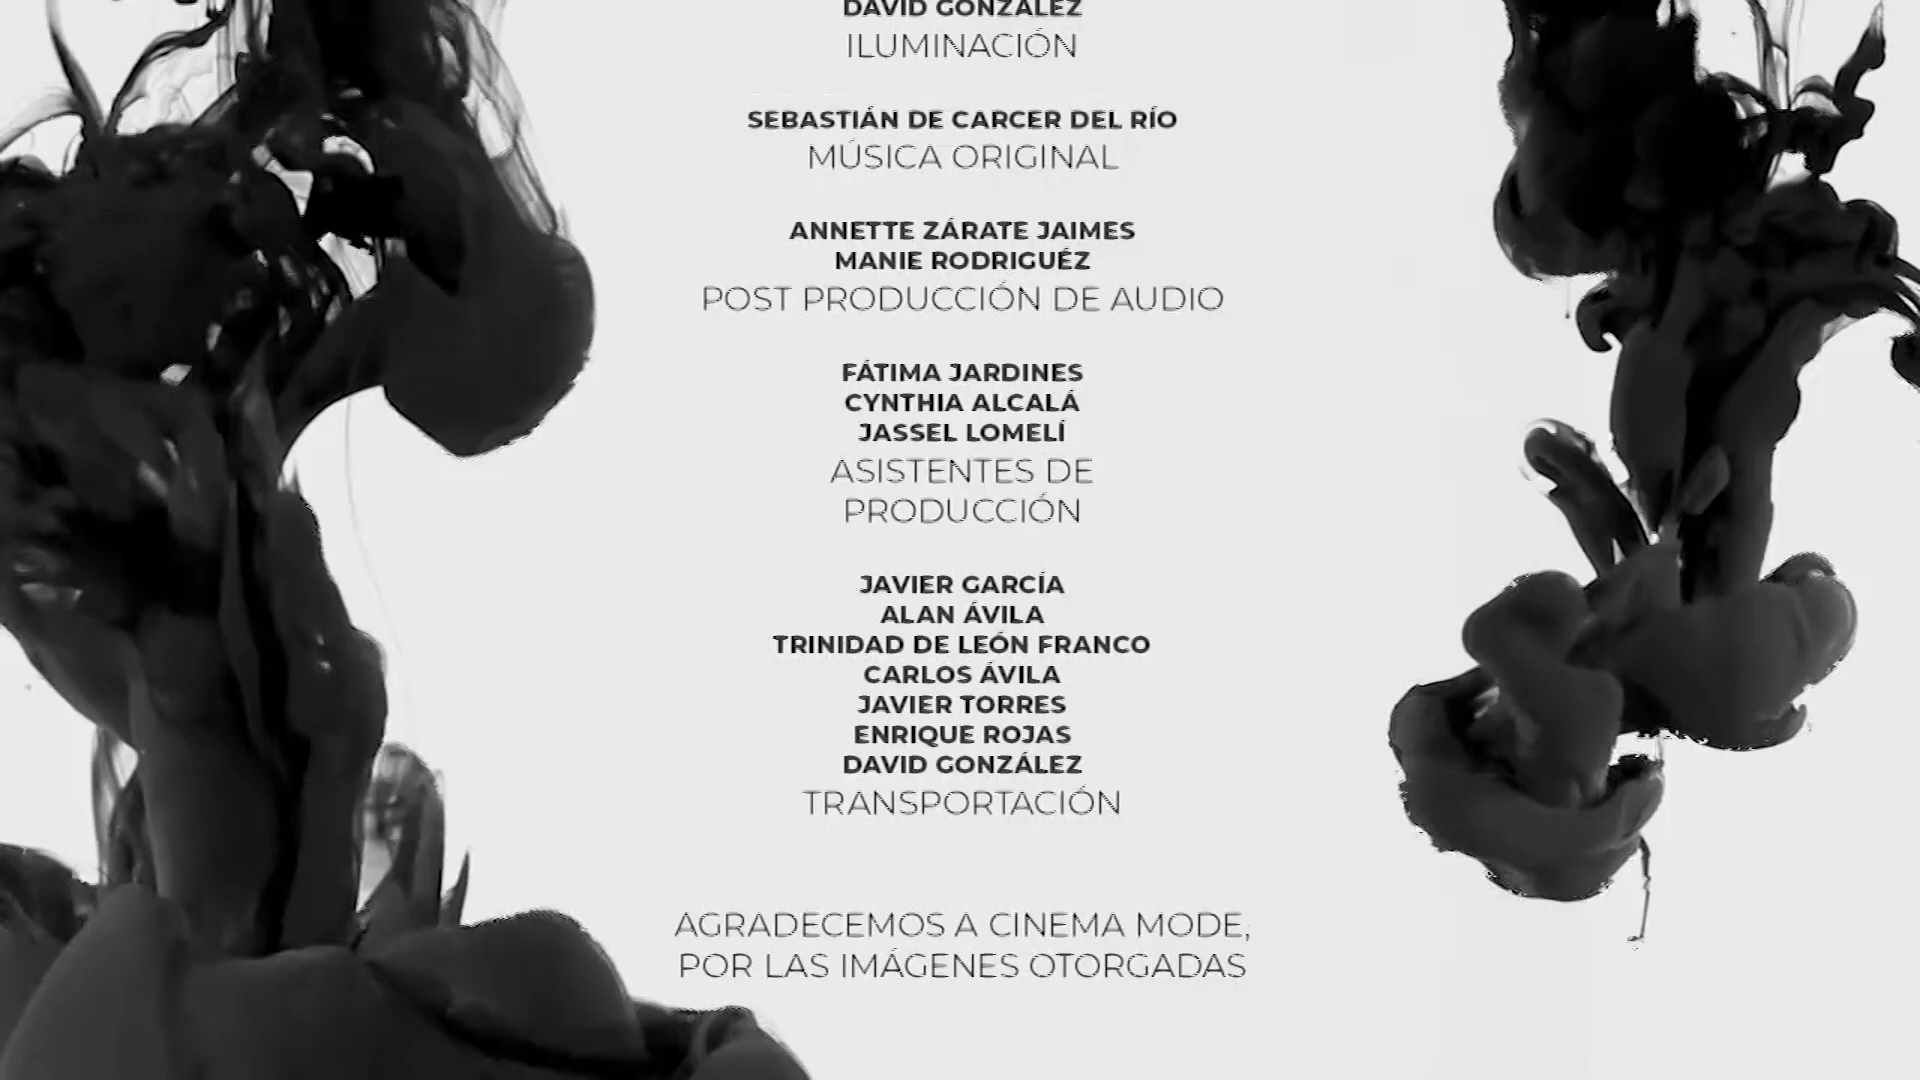 DAVID GONZÁLEZ
ILUMINACIÓN
SEBASTIÁN DE CARCER DEL RÍO
MÚSICA ORIGINAL
ANNETTE ZÁRATE JAIMES
MANIE RODRIGUÉZ
POST PRODUCCIÓN DE AUDIO
FÁTIMA JARDINES
CYNTHIA ALCALÁ
JASSEL LOMELÍ
ASISTENTES DE
PRODUCCIÓN
JAVIER GARCÍA
ALAN ÁVILA
TRINIDAD DE LEÓN FRANCO
CARLOS ÁVILA
JAVIER TORRES
ENRIQUE ROJAS
DAVID GONZÁLEZ
TRANSPORTACIÓN
AGRADECEMOS A CINEMA MODE,
POR LAS IMÁGENES OTORGADAS